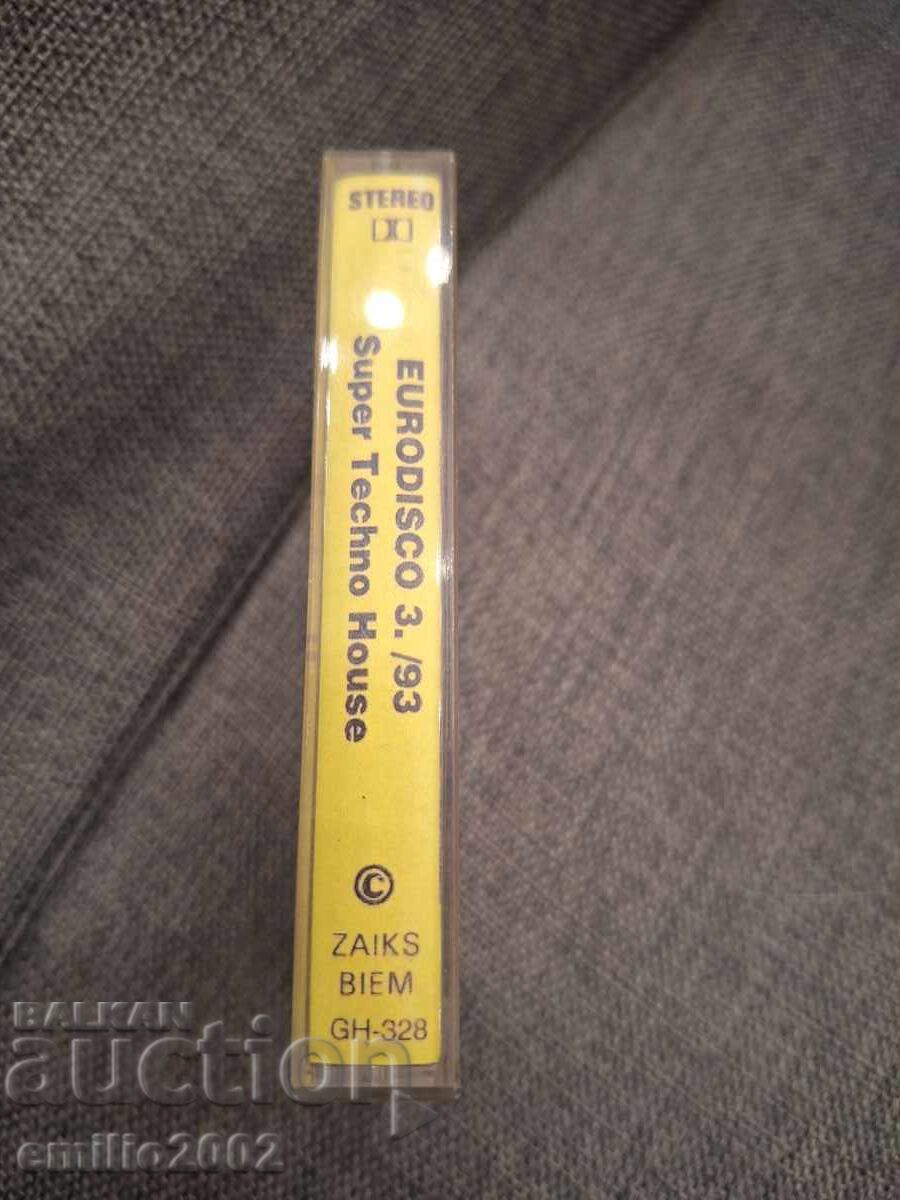 STEREO
EURODISCO 3. /93
Super Techno House
©
ZAIKS
BIEM
GH-328
BALKAN
auction
emilio2002